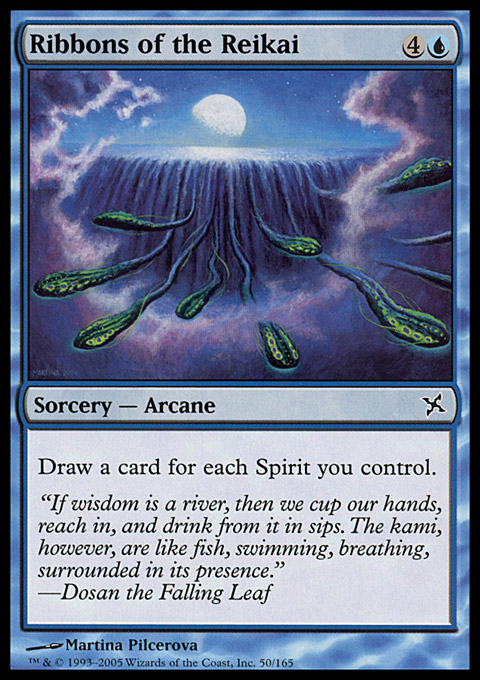 Ribbons of the Reikai 4
Sorcery — Arcane
Draw a card for each Spirit you control.
“If wisdom is a river, then we cup our hands,
reach in, and drink from it in sips. The kami,
however, are like fish, swimming, breathing,
surrounded in its presence.”
—Dosan the Falling Leaf
Martina Pilcerova
™ & © 1993–2005 Wizards of the Coast, Inc. 50/165